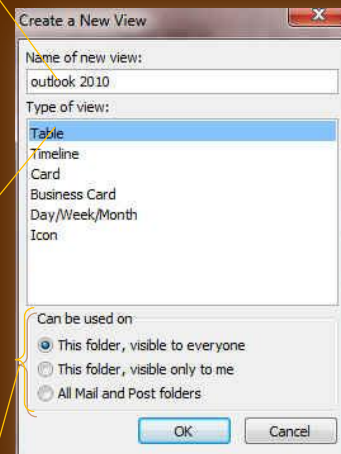 Create a New View
Name of new view:
outlook 2010
Type of view:
Table
Timeline
Card
Business Card
Day/Week/Month
Icon
Can be used on
This folder, visible to everyone
This folder, visible only to me
All Mail and Post folders
OK
Cancel